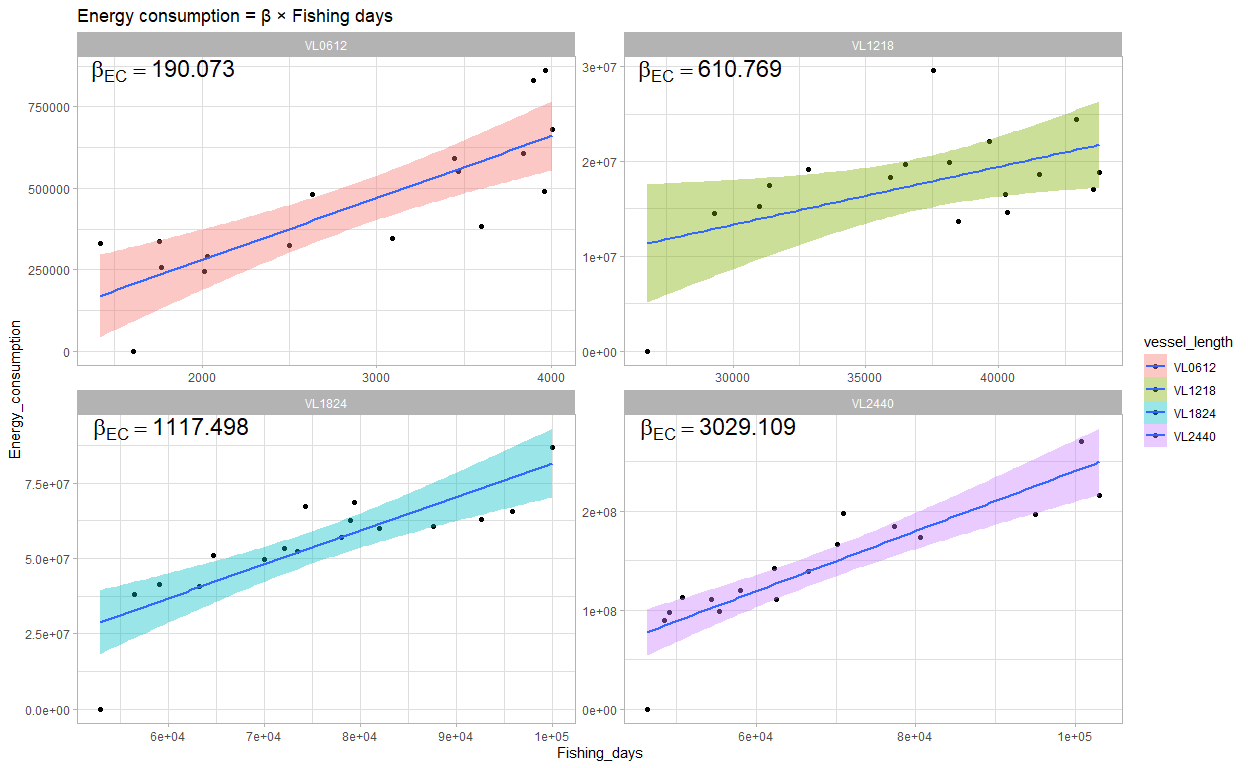 Energy consumption = β × Fishing days
VL0612
VL1218
β_EC = 190.073
β_EC = 610.769
750000
500000
250000
0
3e+07
2e+07
1e+07
0e+00
2000
3000
4000
30000
35000
40000
VL1824
VL2440
β_EC = 1117.498
β_EC = 3029.109
7.5e+07
5.0e+07
2.5e+07
0.0e+00
2e+08
1e+08
0e+00
6e+04
7e+04
8e+04
9e+04
1e+05
6e+04
8e+04
1e+05
Energy_consumption
Fishing_days
vessel_length
VL0612
VL1218
VL1824
VL2440